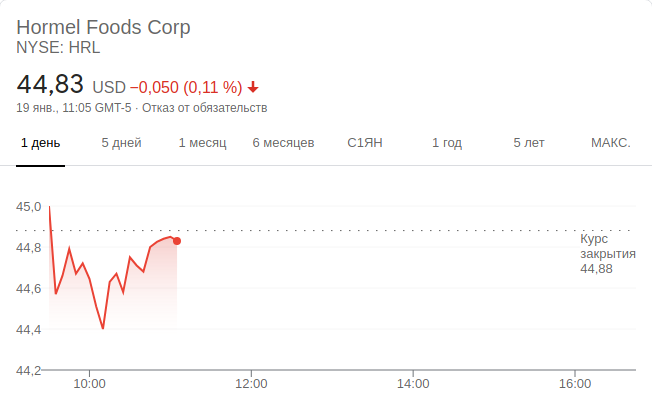 Hormel Foods Corp
NYSE: HRL
44,83 USD −0,050 (0,11 %)
19 янв., 11:05 GMT-5 · Отказ от обязательств
1 день 5 дней 1 месяц 6 месяцев С1ЯН 1 год 5 лет МАКС.
45,0
44,8
44,6
44,4
44,2
Курс
закрытия
44,88
10:00 12:00 14:00 16:00